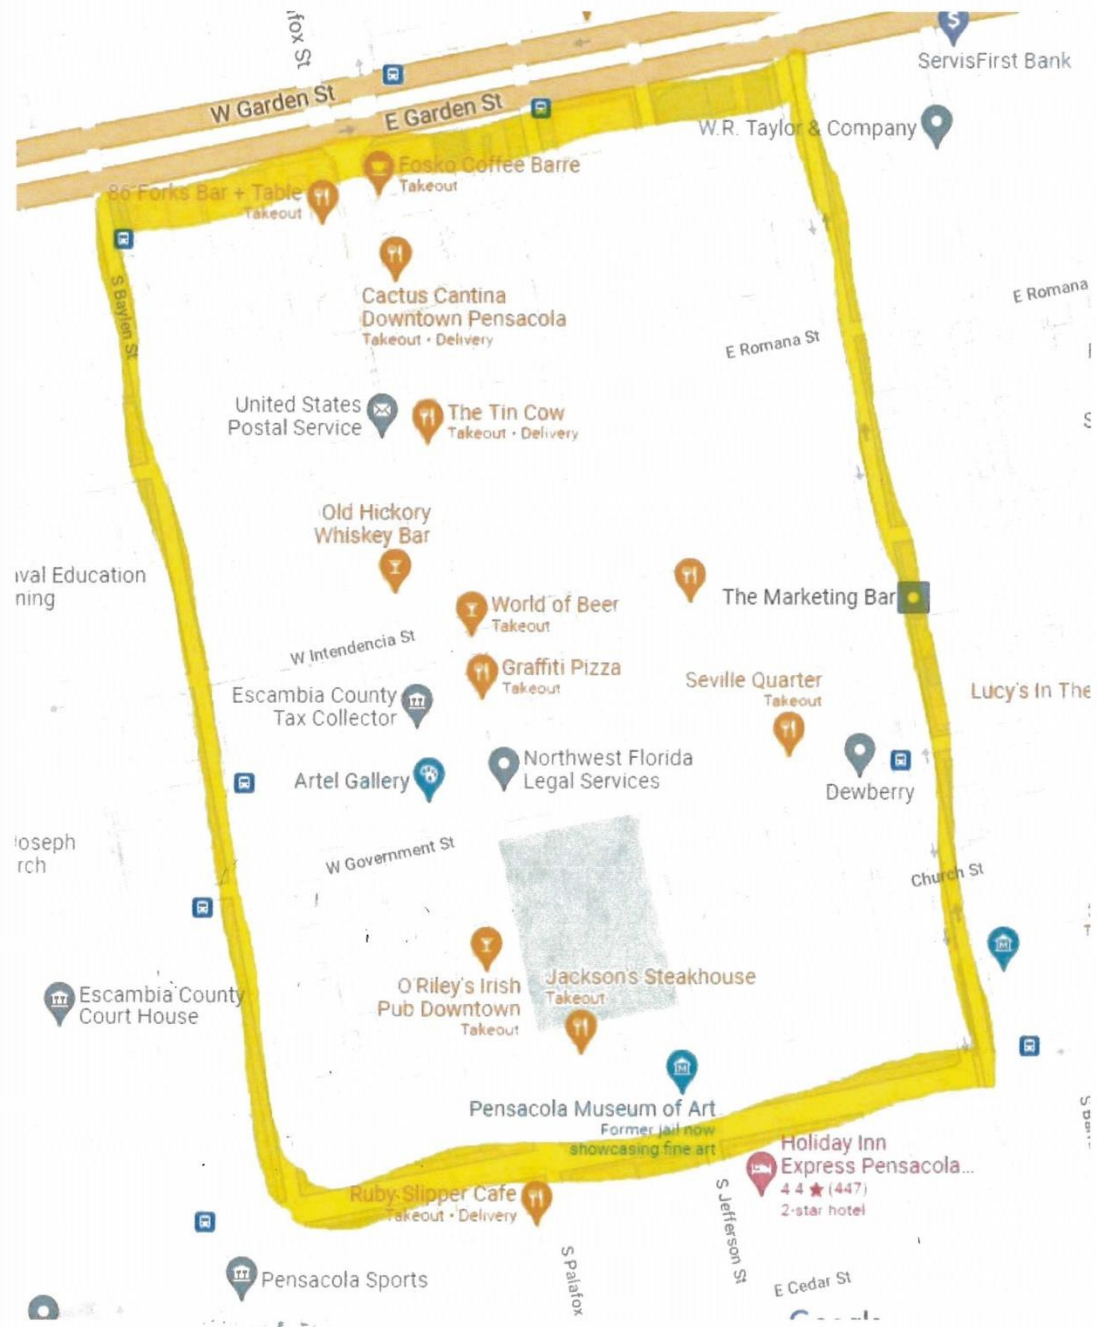 fox St
ServisFirst Bank
W Garden St
E Garden St
W.R. Taylor & Company
Fosko Coffee Barre
Takeout
86 Forks Bar + Table
Takeout
S Baylen St
Cactus Cantina
Downtown Pensacola
Takeout • Delivery
E Romana
E Romana St
United States
Postal Service
The Tin Cow
Takeout • Delivery
Old Hickory
Whiskey Bar
aval Education
ning
The Marketing Bar
World of Beer
Takeout
W Intendencia St
Graffiti Pizza
Takeout
Seville Quarter
Takeout
Lucy's In The
Escambia County
Tax Collector
Northwest Florida
Legal Services
Artel Gallery
Dewberry
Joseph
rch
W Government St
Church St
O'Riley's Irish
Pub Downtown
Takeout
Jackson's Steakhouse
Takeout
Escambia County
Court House
Pensacola Museum of Art
Former jail now
showcasing fine art
Holiday Inn
Express Pensacola...
4.4 ★ (447)
2-star hotel
Ruby Slipper Cafe
Takeout • Delivery
S Jefferson St
S Palafox
Pensacola Sports
E Cedar St